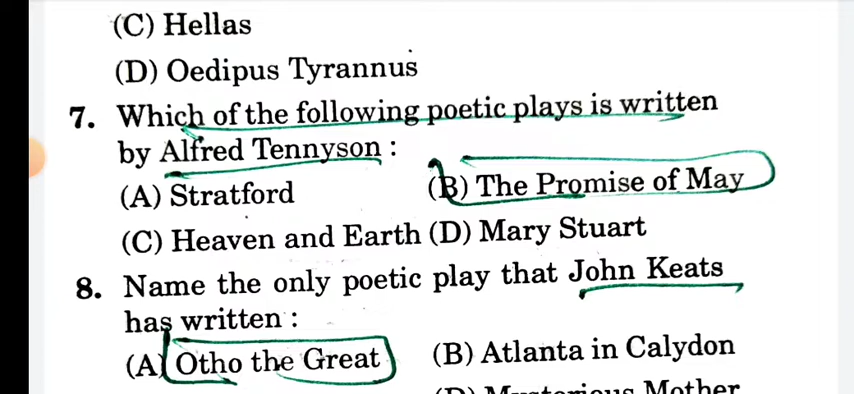 (C) Hellas
(D) Oedipus Tyrannus
7. Which of the following poetic plays is written
by Alfred Tennyson :
(A) Stratford (B) The Promise of May
(C) Heaven and Earth (D) Mary Stuart
8. Name the only poetic play that John Keats
has written :
(A) Otho the Great (B) Atlanta in Calydon
(D) Mysterious Mother